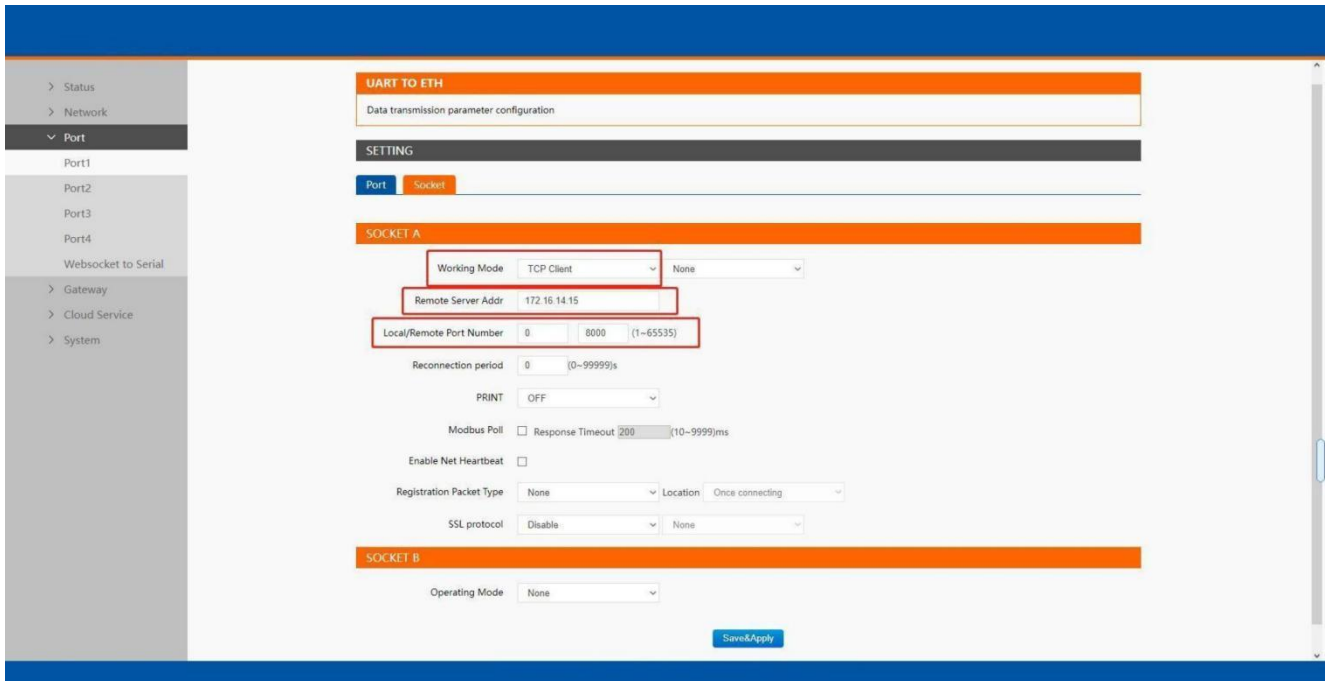 Status
Network
Port
Port1
Port2
Port3
Port4
Websocket to Serial
Gateway
Cloud Service
System
UART TO ETH
Data transmission parameter configuration
SETTING
Port Socket
SOCKET A
Working Mode TCP Client None
Remote Server Addr 172.16.14.15
Local/Remote Port Number 0 8000 (1~65535)
Reconnection period 0 (0~99999)s
PRINT OFF
Modbus Poll Response Timeout 200 (10~9999)ms
Enable Net Heartbeat
Registration Packet Type None Location Once connecting
SSL protocol Disable None
SOCKET B
Operating Mode None
Save&Apply